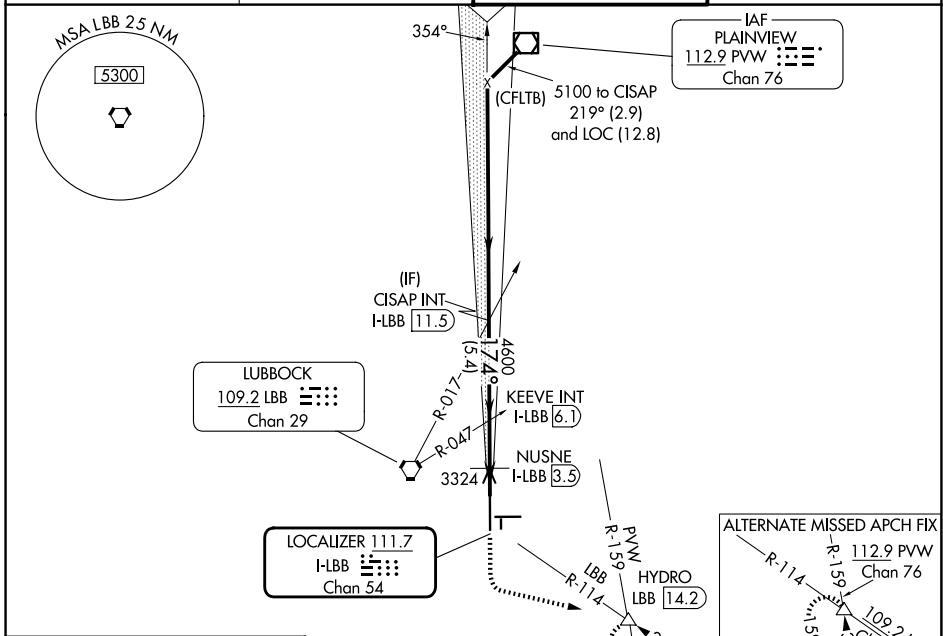 MSA LBB 25 NM
5300
354°
IAF
PLAINVIEW
112.9 PVW
Chan 76
(CFLTB)
5100 to CISAP
219° (2.9)
and LOC (12.8)
(IF)
CISAP INT
I-LBB 11.5
4600
174°
(5.4)
LUBBOCK
109.2 LBB
Chan 29
R-017
R-047
KEEVE INT
I-LBB 6.1
NUSNE
I-LBB 3.5
3324
LOCALIZER 111.7
I-LBB
Chan 54
PVW
R-159
LBB
R-114
HYDRO
LBB 14.2
ALTERNATE MISSED APCH FIX
R-114
R-159
112.9 PVW
Chan 76